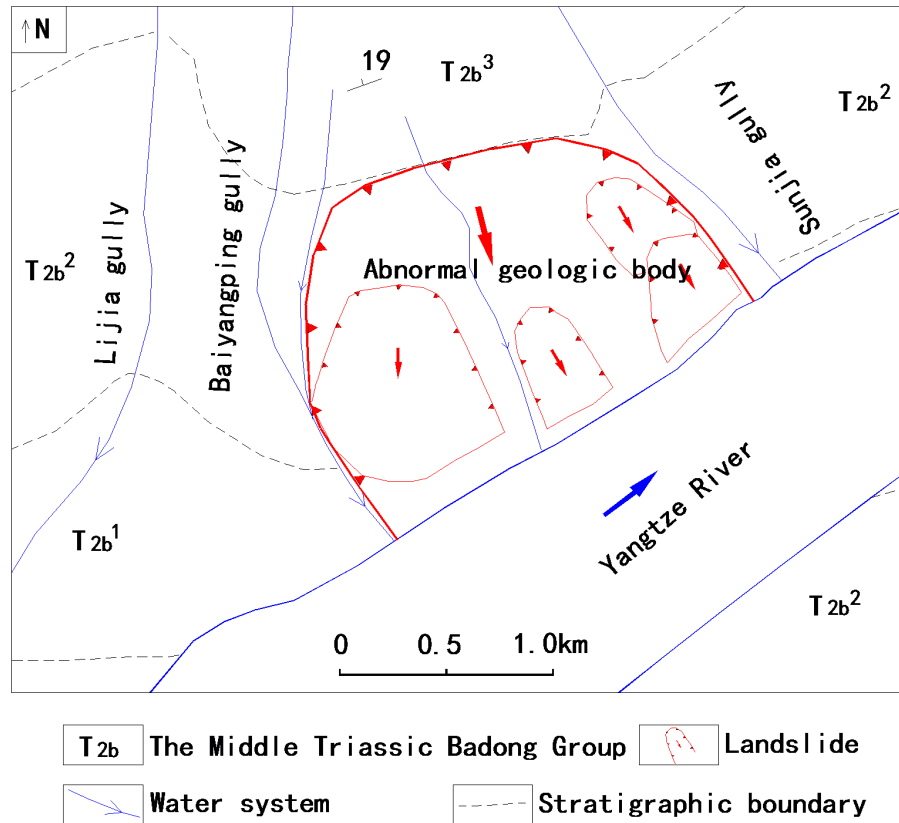 N
19
T2b³
T2b²
Sunjia gully
Baiyangping gully
Lijia gully
T2b²
Abnormal geologic body
T2b¹
Yangtze River
T2b²
0 0.5 1.0km
T2b The Middle Triassic Badong Group
Landslide
Water system
Stratigraphic boundary